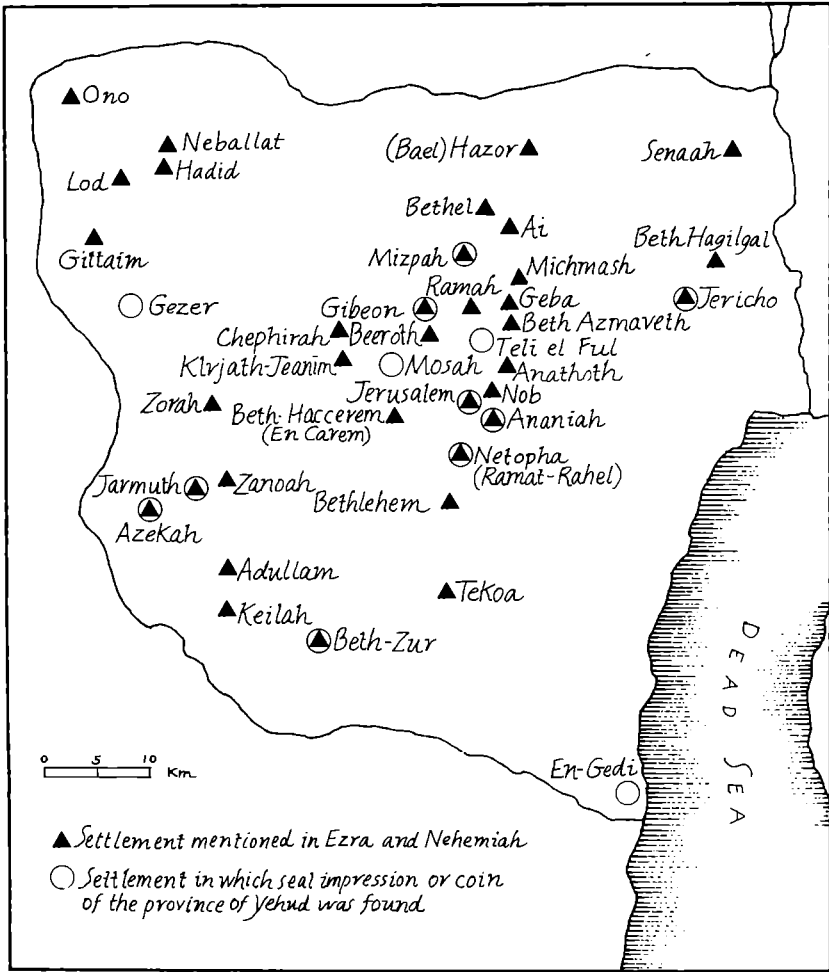 Ono
Neballat
Hadid
Lod
(Bael) Hazor
Senaah
Bethel
Ai
Gittaim
Mizpah
Beth Hagilgal
Michmash
Ramah
Gezer
Gibeon
Geba
Jericho
Chephirah
Beeroth
Beth Azmaveth
Teli el Ful
Klrjath-Jeanim
Mosah
Anathoth
Jerusalem
Nob
Zorah
Beth-Haccerem
(En Carem)
Ananiah
Netopha
(Ramat-Rahel)
Jarmuth
Zanoah
Bethlehem
Azekah
Adullam
Tekoa
Keilah
Beth-Zur
DEAD SEA
0 5 10
Km
En-Gedi
Settlement mentioned in Ezra and Nehemiah
Settlement in which seal impression or coin
of the province of Yehud was found